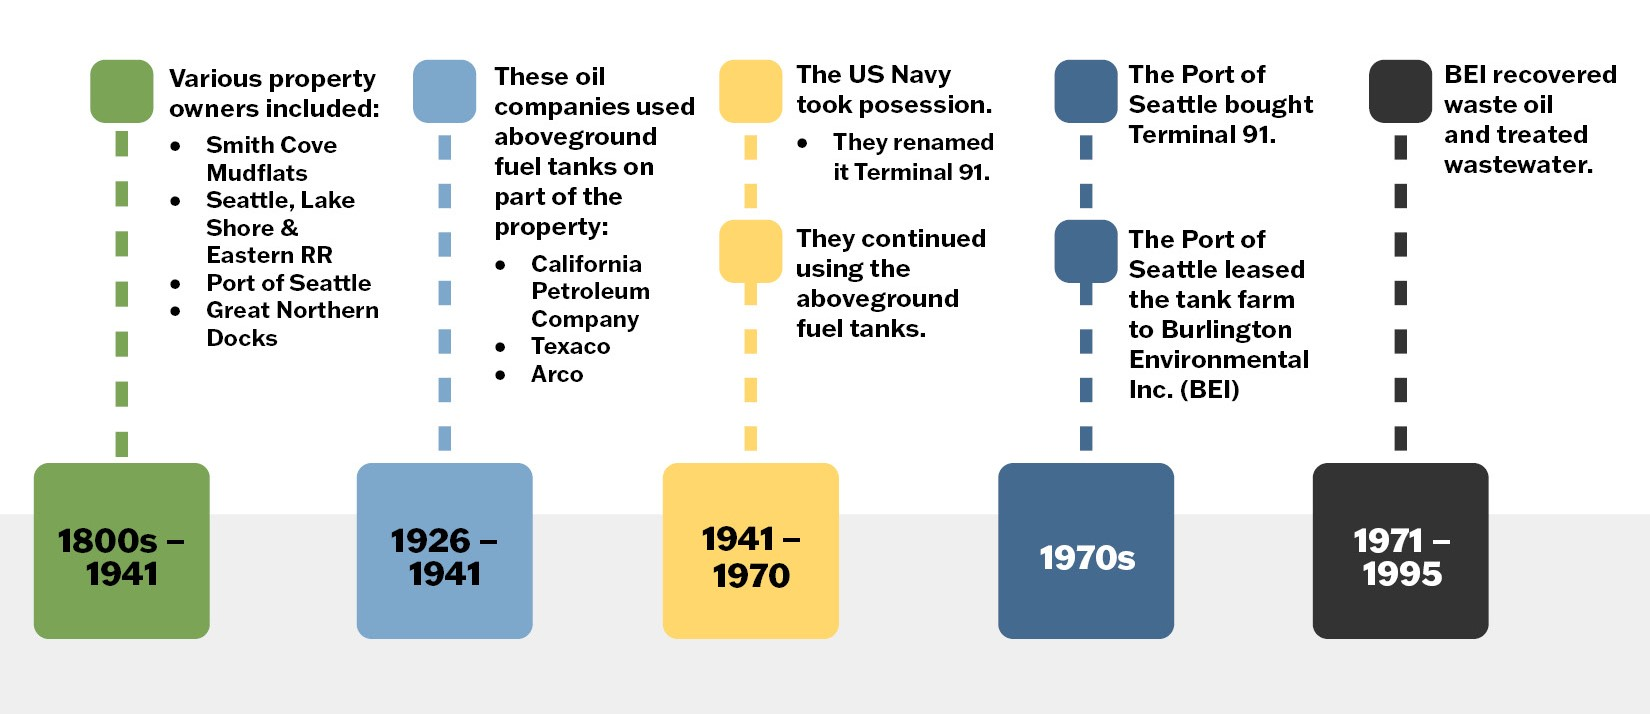 Various property
owners included:
• Smith Cove
Mudflats
• Seattle, Lake
Shore &
Eastern RR
• Port of Seattle
• Great Northern
Docks
1800s –
1941
These oil
companies used
aboveground
fuel tanks on
part of the
property:
• California
Petroleum
Company
• Texaco
• Arco
1926 –
1941
The US Navy
took posession.
• They renamed
it Terminal 91.
They continued
using the
aboveground
fuel tanks.
1941 –
1970
The Port of
Seattle bought
Terminal 91.
The Port of
Seattle leased
the tank farm
to Burlington
Environmental
Inc. (BEI)
1970s
BEI recovered
waste oil
and treated
wastewater.
1971 –
1995